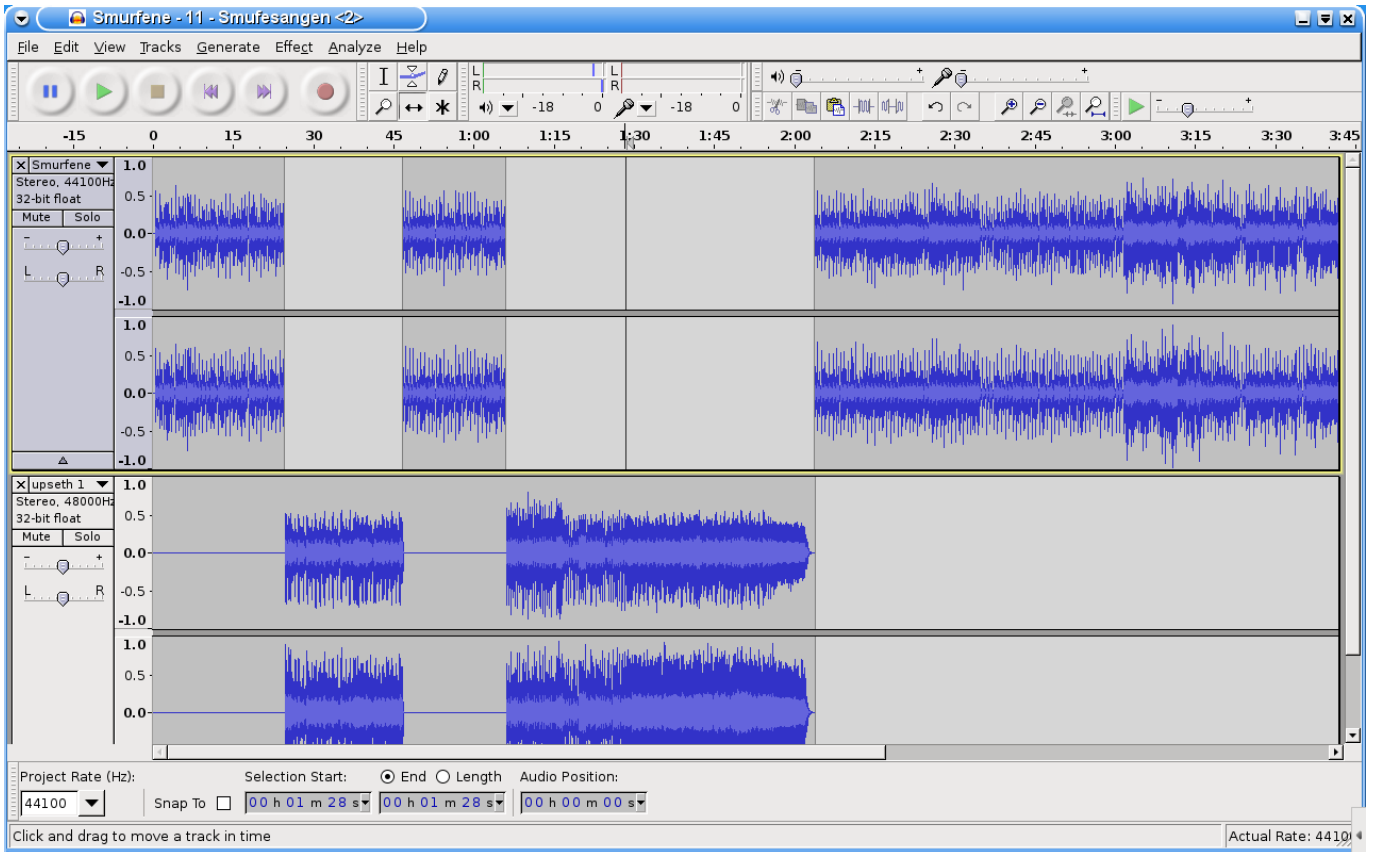 Smurfene - 11 - Smufesangen <2>
File Edit View Tracks Generate Effect Analyze Help
L R L R
-18 0 -18 0
-15 0 15 30 45 1:00 1:15 1:30 1:45 2:00 2:15 2:30 2:45 3:00 3:15 3:30 3:45
Smurfene 1.0
Stereo, 44100Hz
32-bit float 0.5
Mute Solo
- + 0.0
L R -0.5
-1.0
1.0
0.5
0.0
-0.5
-1.0
upseth 1 1.0
Stereo, 48000Hz
32-bit float 0.5
Mute Solo
- + 0.0
L R -0.5
-1.0
1.0
0.5
0.0
Project Rate (Hz): Selection Start: End Length Audio Position:
44100 Snap To 00 h 01 m 28 s 00 h 01 m 28 s 00 h 00 m 00 s
Click and drag to move a track in time Actual Rate: 4410